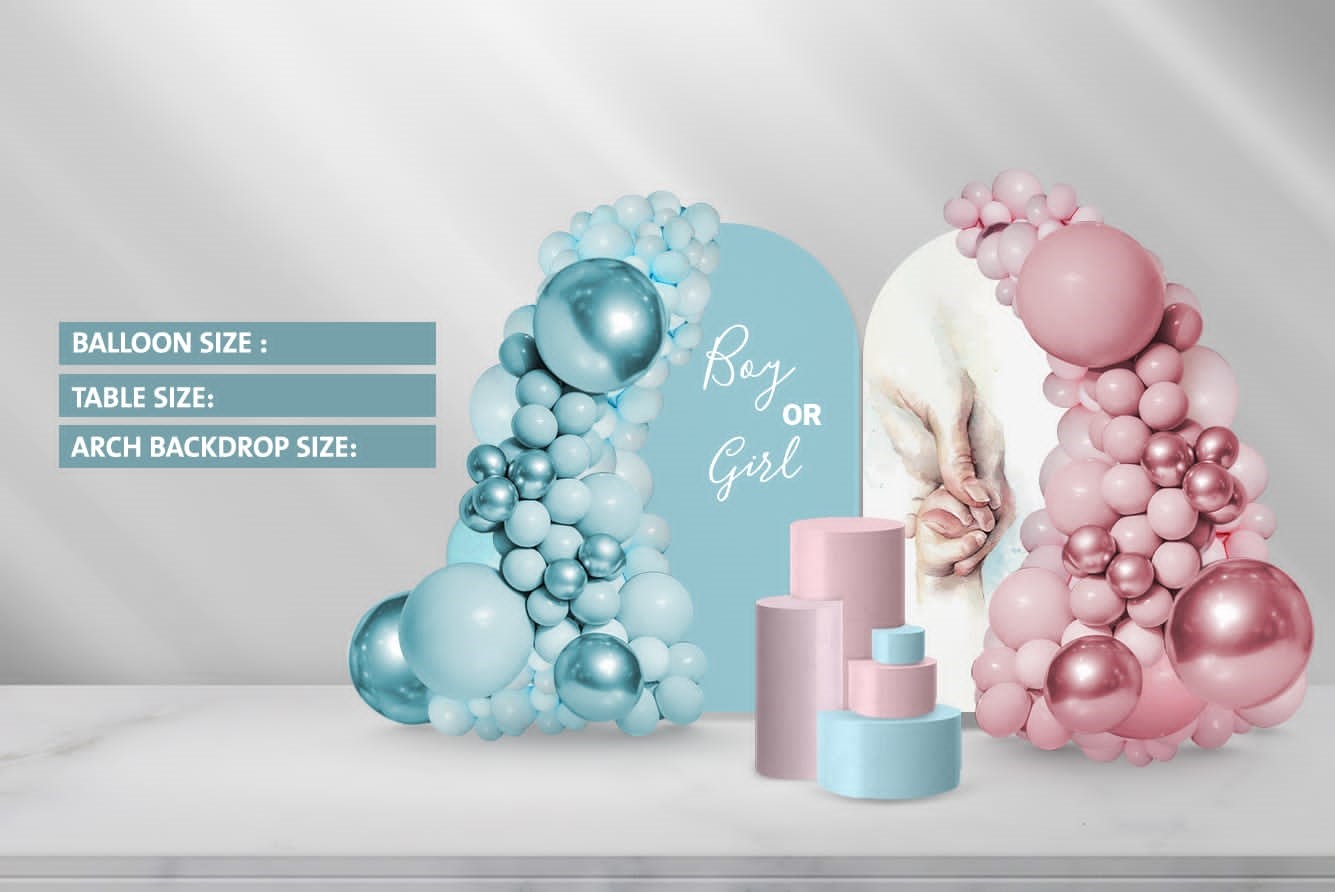 BALLOON SIZE :
TABLE SIZE:
ARCH BACKDROP SIZE:
Boy
OR
Girl